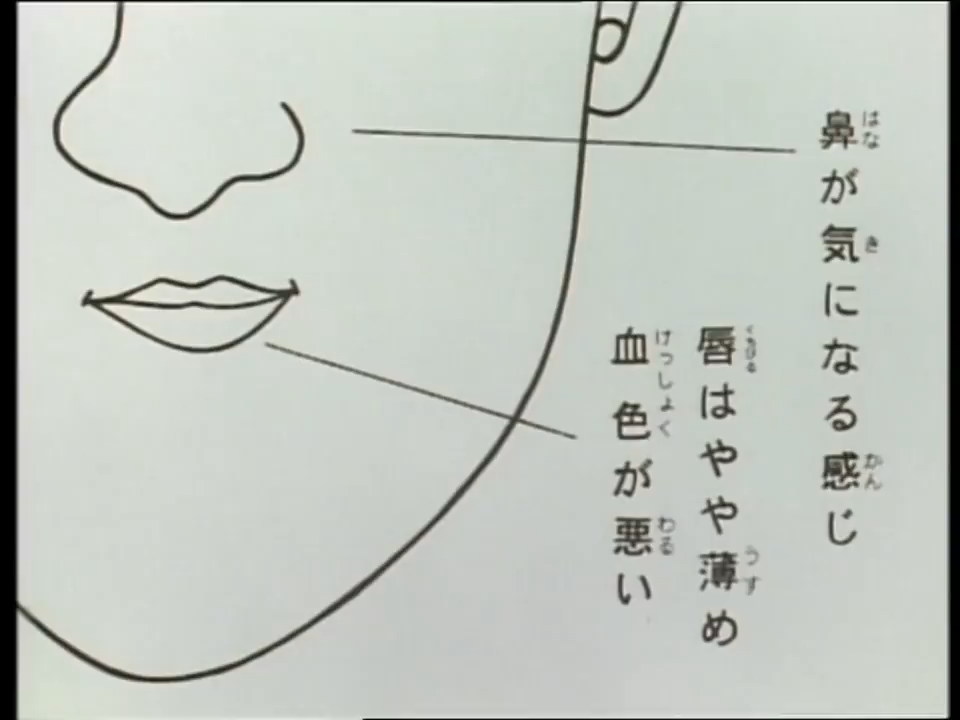 鼻が気になる感じ
唇はやや薄め
血色が悪い